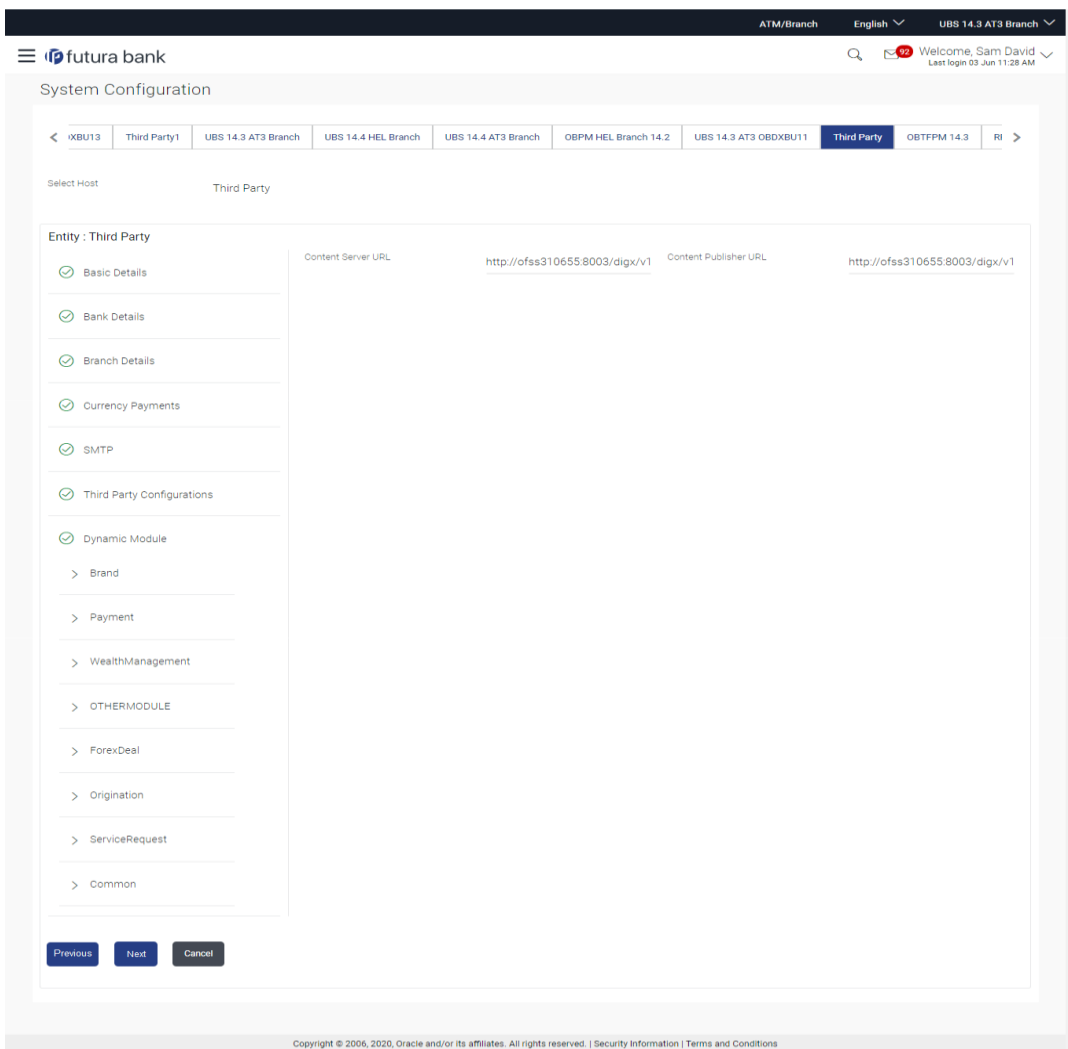 ATM/Branch English UBS 14.3 AT3 Branch
futura bank 92 Welcome, Sam David
Last login 03 Jun 11:28 AM
System Configuration
XBU13 Third Party1 UBS 14.3 AT3 Branch UBS 14.4 HEL Branch UBS 14.4 AT3 Branch OBPM HEL Branch 14.2 UBS 14.3 AT3 OBDXBU11 Third Party OBTFPM 14.3
Select Host Third Party
Entity : Third Party
Content Server URL http://ofss310655:8003/digx/v1 Content Publisher URL http://ofss310655:8003/digx/v1
Basic Details
Bank Details
Branch Details
Currency Payments
SMTP
Third Party Configurations
Dynamic Module
Brand
Payment
WealthManagement
OTHERMODULE
ForexDeal
Origination
ServiceRequest
Common
Previous Next Cancel
Copyright © 2006, 2020, Oracle and/or its affiliates. All rights reserved. | Security Information | Terms and Conditions